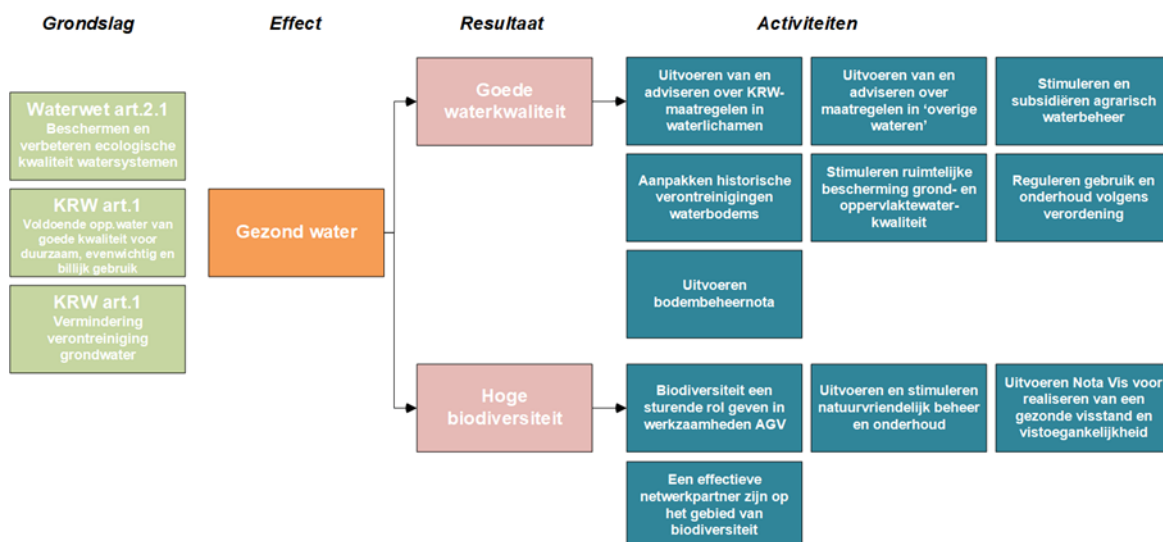 Grondslag
Effect
Resultaat
Activiteiten
Waterwet art.2.1
Beschermen en
verbeteren ecologische
kwaliteit watersystemen
KRW art.1
Voldoende opp.water van
goede kwaliteit voor
duurzaam, evenwichtig en
billijk gebruik
KRW art.1
Vermindering
verontreiniging
grondwater
Gezond water
Goede
waterkwaliteit
Uitvoeren van en
adviseren over KRW-
maatregelen in
waterlichamen
Uitvoeren van en
adviseren over
maatregelen in ‘overige
wateren’
Stimuleren en
subsidiëren agrarisch
waterbeheer
Aanpakken historische
verontreinigingen
waterbodems
Stimuleren ruimtelijke
bescherming grond- en
oppervlaktewater-
kwaliteit
Reguleren gebruik en
onderhoud volgens
verordening
Uitvoeren
bodembeheernota
Hoge
biodiversiteit
Biodiversiteit een
sturende rol geven in
werkzaamheden AGV
Uitvoeren en stimuleren
natuurvriendelijk beheer
en onderhoud
Uitvoeren Nota Vis voor
realiseren van een
gezonde visstand en
vistoegankelijkheid
Een effectieve
netwerkpartner zijn op
het gebied van
biodiversiteit